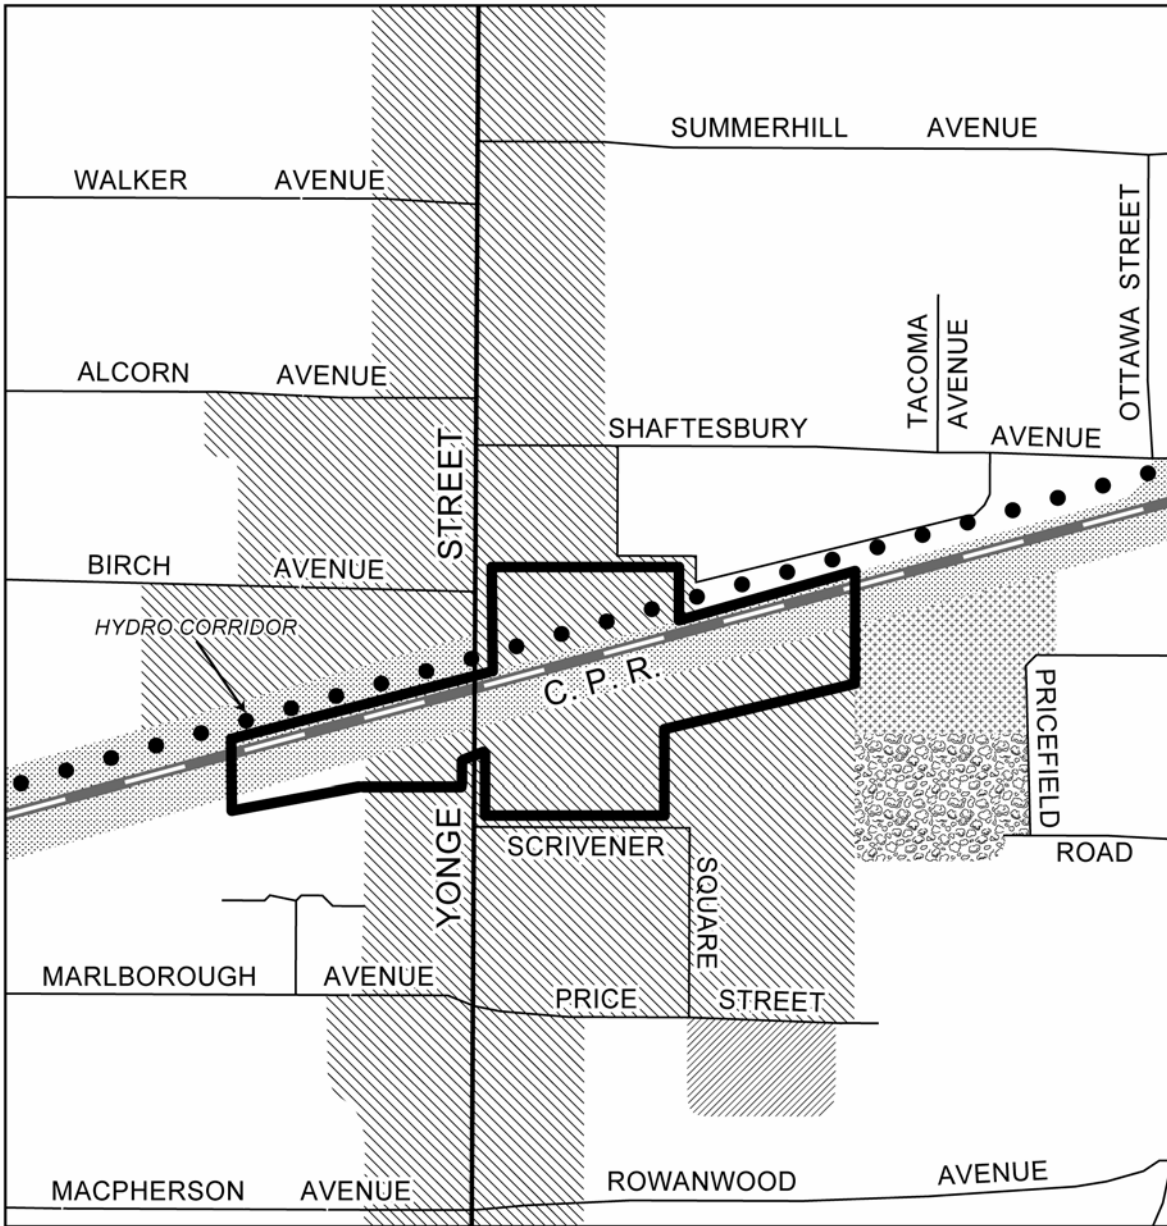 SUMMERHILL AVENUE
WALKER AVENUE
OTTAWA STREET
TACOMA
AVENUE
ALCORN AVENUE
SHAFTESBURY AVENUE
STREET
BIRCH AVENUE
HYDRO CORRIDOR
C. P. R.
PRICEFIELD
YONGE
SCRIVENER
ROAD
SQUARE
MARLBOROUGH AVENUE
PRICE STREET
MACPHERSON AVENUE
ROWANWOOD AVENUE